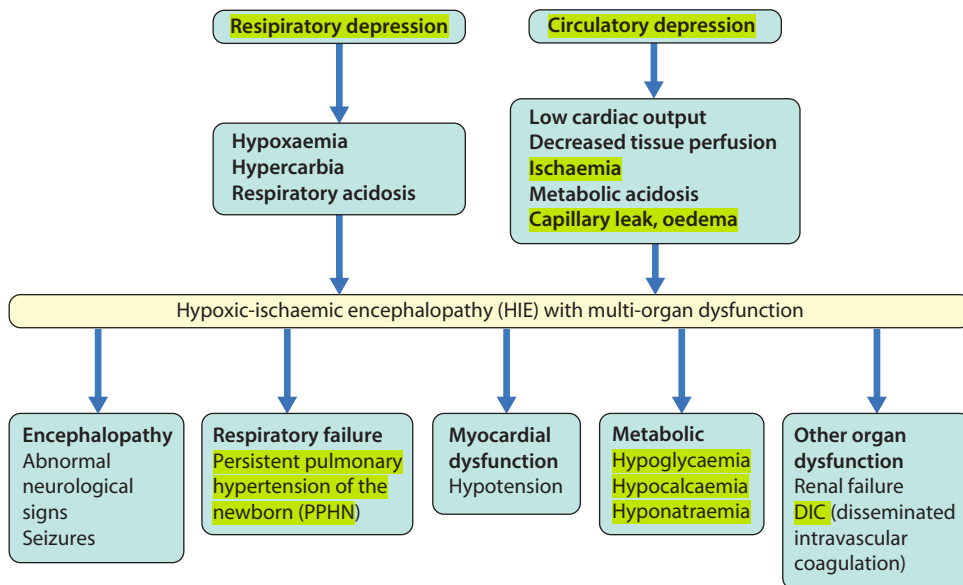 Respiratory depression
Circulatory depression
Hypoxaemia
Hypercarbia
Respiratory acidosis
Low cardiac output
Decreased tissue perfusion
Ischaemia
Metabolic acidosis
Capillary leak, oedema
Hypoxic-ischaemic encephalopathy (HIE) with multi-organ dysfunction
Encephalopathy
Abnormal
neurological
signs
Seizures
Respiratory failure
Persistent pulmonary
hypertension of the
newborn (PPHN)
Myocardial
dysfunction
Hypotension
Metabolic
Hypoglycaemia
Hypocalcaemia
Hyponatraemia
Other organ
dysfunction
Renal failure
DIC (disseminated
intravascular
coagulation)